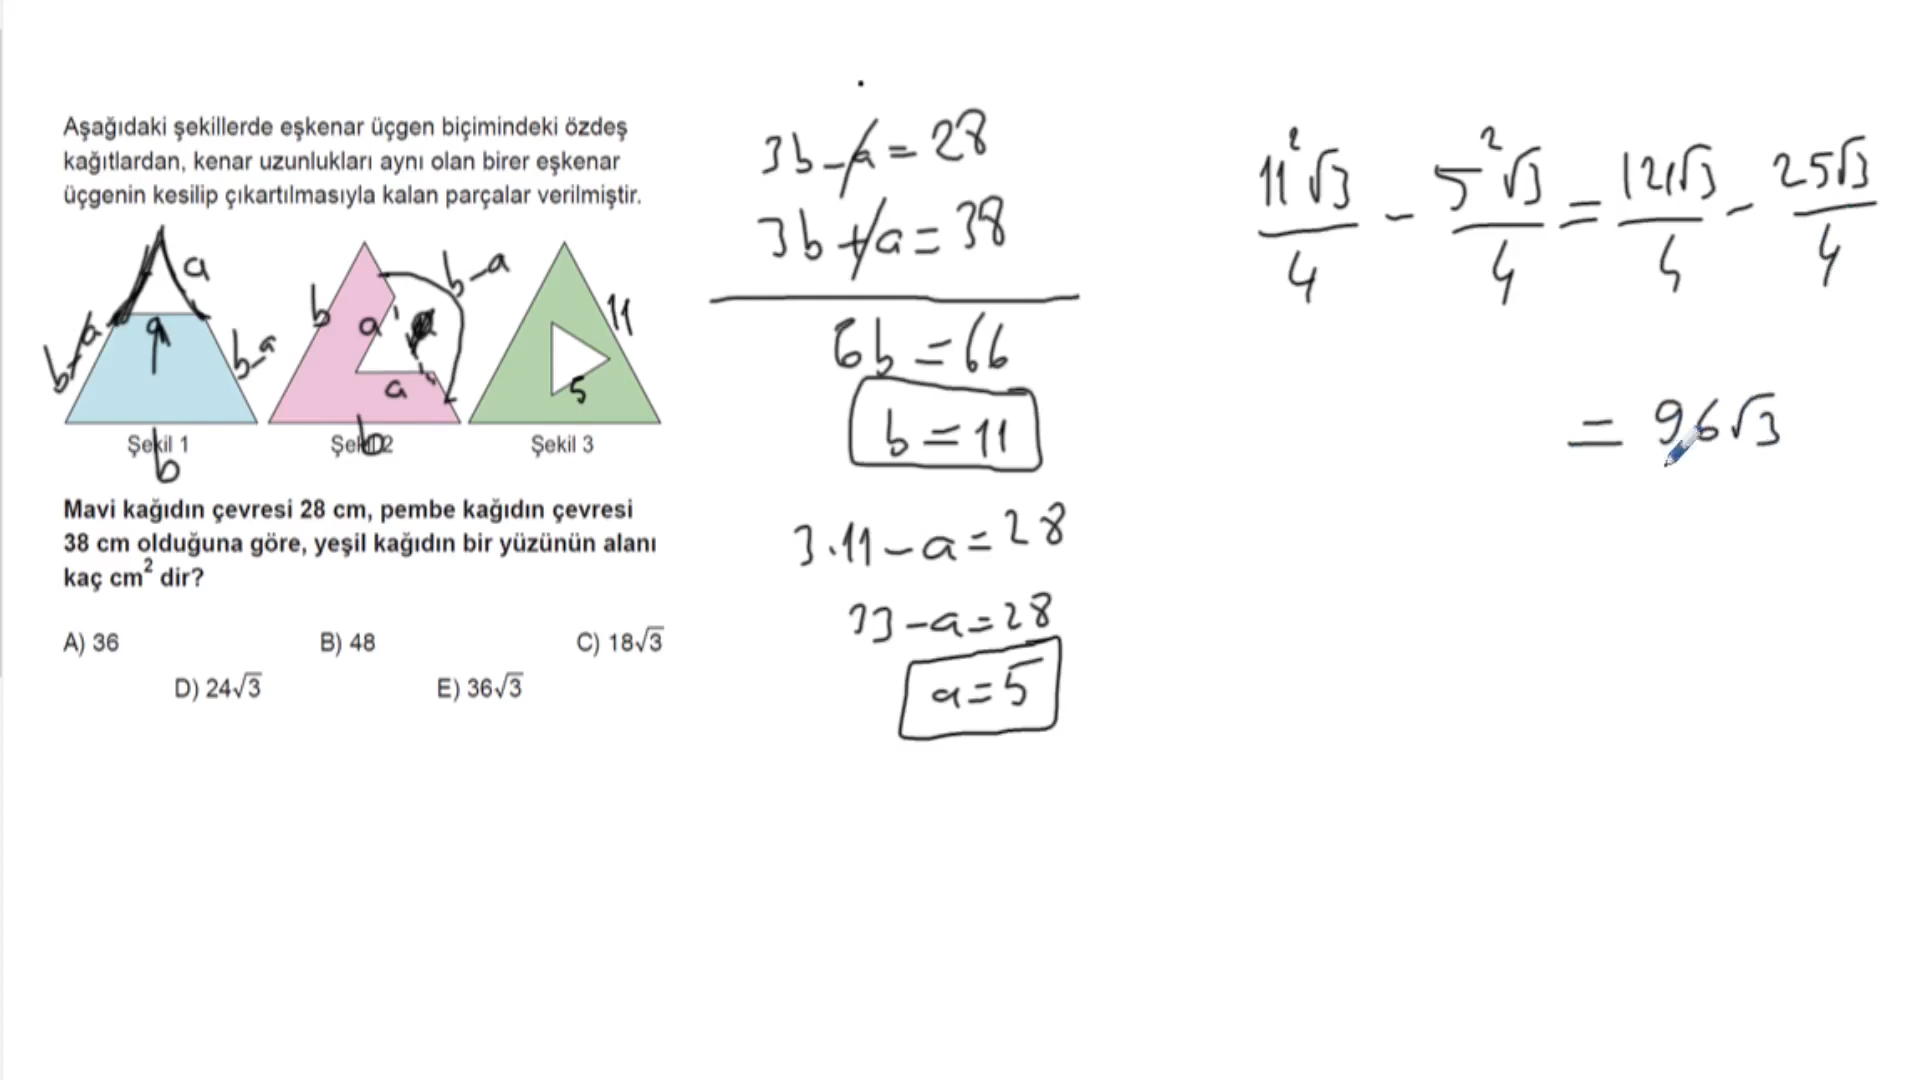 Aşağıdaki şekillerde eşkenar üçgen biçimindeki özdeş
kağıtlardan, kenar uzunlukları aynı olan birer eşkenar
üçgenin kesilip çıkartılmasıyla kalan parçalar verilmiştir.
a
b-a
a
b-a
b
b
b-a
a
a
b
11
5
Şekil 1
Şekil 2
Şekil 3
Mavi kağıdın çevresi 28 cm, pembe kağıdın çevresi
38 cm olduğuna göre, yeşil kağıdın bir yüzünün alanı
kaç cm² dir?
A) 36 B) 48 C) 18√3
D) 24√3 E) 36√3
3b-a=28
3b+a=38
6b=66
b=11
3.11-a=28
33-a=28
a=5
11²√3/4 - 5²√3/4 = 121√3/4 - 25√3/4
= 96√3